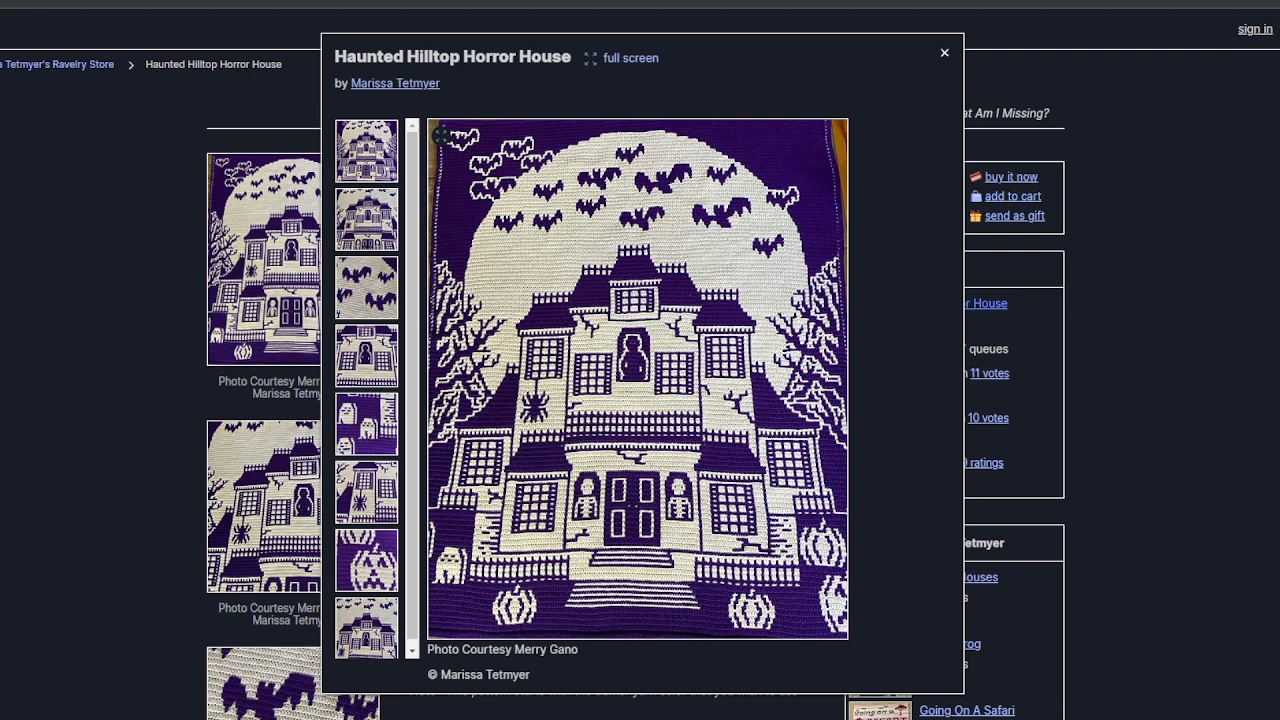 sign in
a Tetmyer's Ravelry Store > Haunted Hilltop Horror House
Haunted Hilltop Horror House full screen
by Marissa Tetmyer
at Am I Missing?
buy it now
add to cart
send as gift
r House
queues
11 votes
10 votes
ratings
Photo Courtesy Merr
Marissa Tetmy
Photo Courtesy Merr
Marissa Tetmy
Photo Courtesy Merry Gano
© Marissa Tetmyer
etmyer
ouses
s
rog
s
Going On A Safari